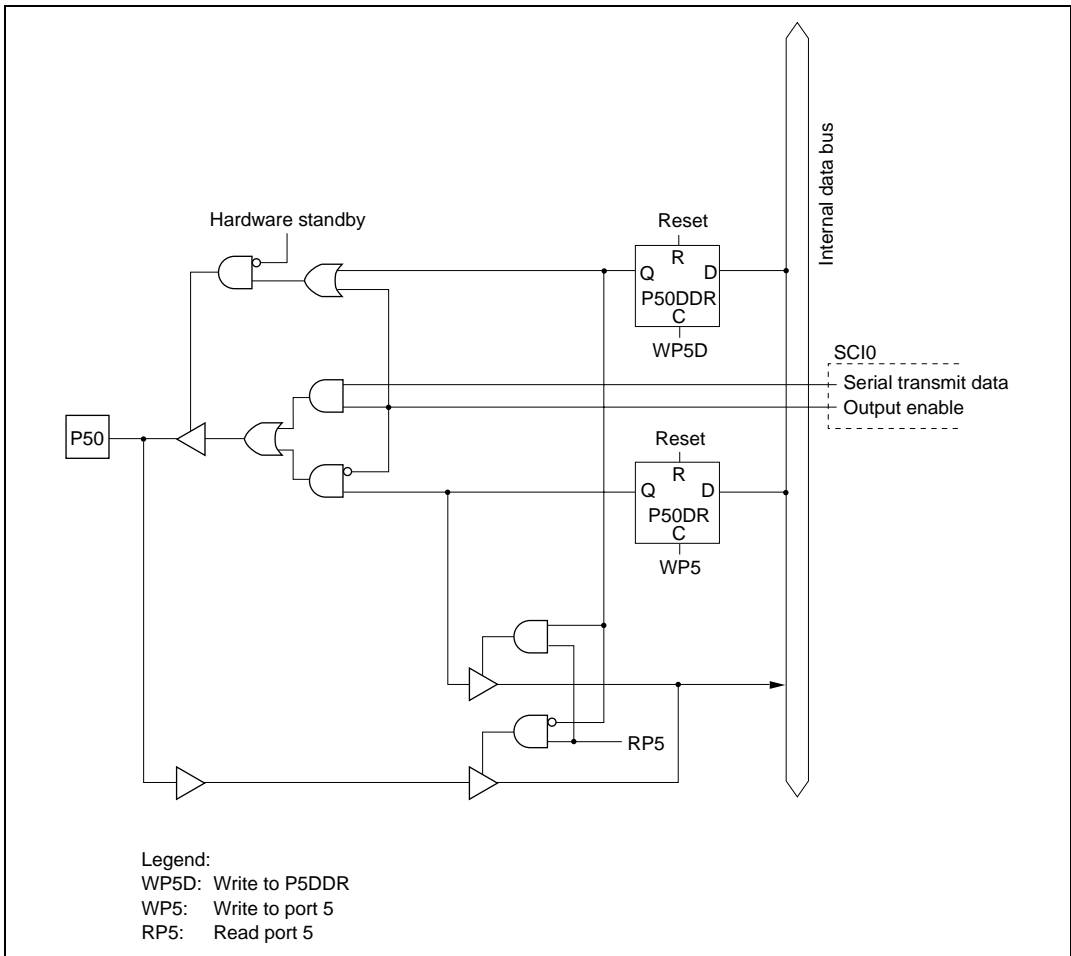 Hardware standby
Reset
R
Q D
P50DDR
C
WP5D
Internal data bus
SCI0
Serial transmit data
Output enable
P50
Reset
R
Q D
P50DR
C
WP5
RP5
Legend:
WP5D: Write to P5DDR
WP5: Write to port 5
RP5: Read port 5